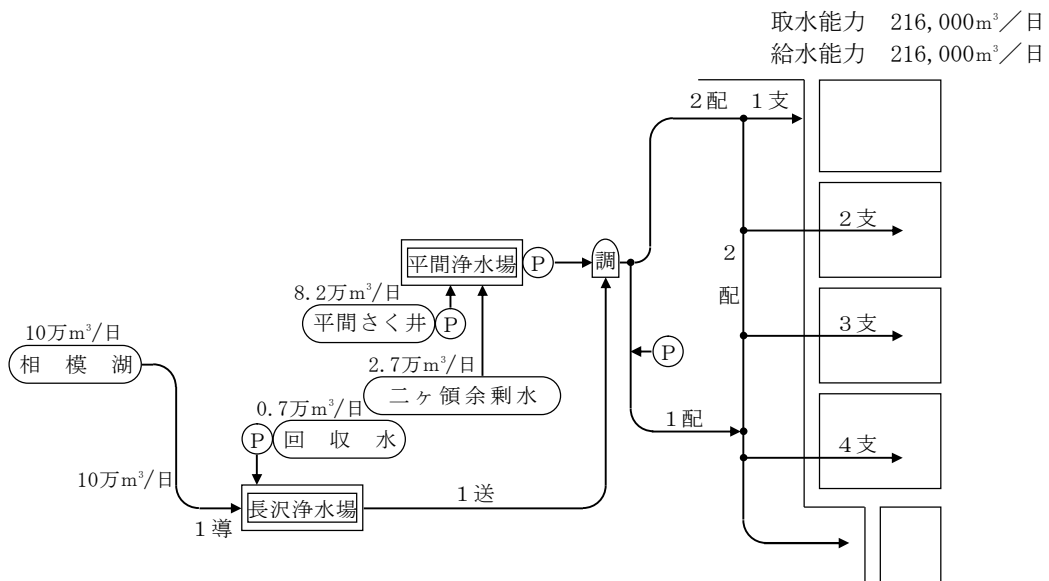 取水能力 216,000m³/日
給水能力 216,000m³/日
2配 1支
2支
2
配
3支
4支
平間浄水場 P
調
8.2万m³/日
平間さく井 P
10万m³/日
相模湖
2.7万m³/日
二ヶ領余剰水
P
0.7万m³/日
P 回収水
1配
10万m³/日
1送
長沢浄水場
1導